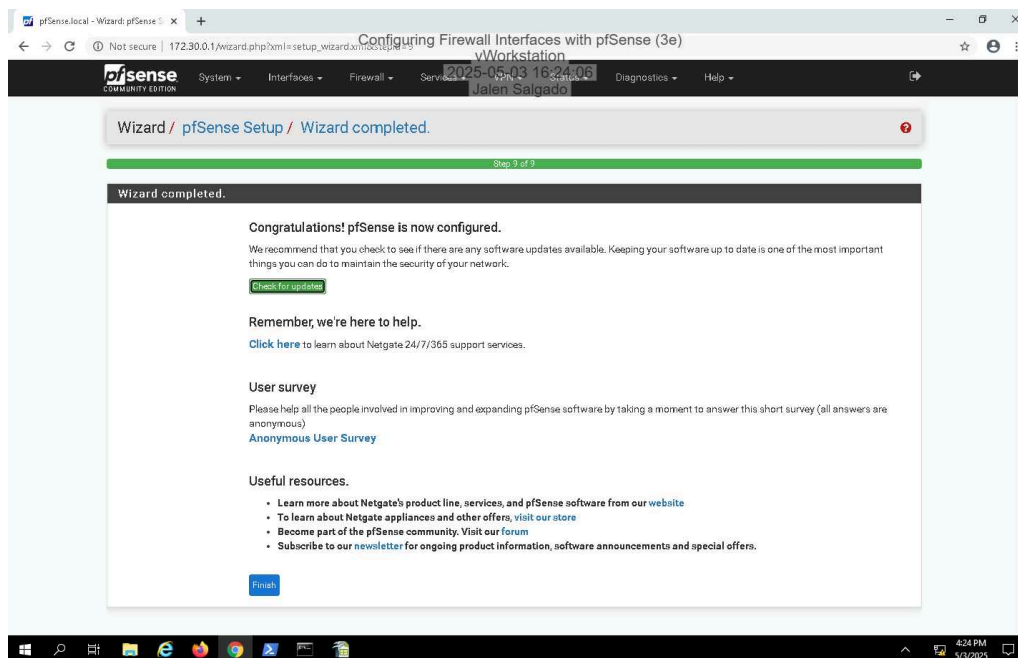 pfSense.local - Wizard: pfSense S
Not secure | 172.30.0.1/wizard.php?xml=setup_wizard.xml&stepid=9
Configuring Firewall Interfaces with pfSense (3e)
vWorkstation
2025-05-03 16:24:06
Jalen Salgado
pfsense
COMMUNITY EDITION
System
Interfaces
Firewall
Services
VPN
Status
Diagnostics
Help
Wizard / pfSense Setup / Wizard completed.
Step 9 of 9
Wizard completed.
Congratulations! pfSense is now configured.
We recommend that you check to see if there are any software updates available. Keeping your software up to date is one of the most important
things you can do to maintain the security of your network.
Check for updates
Remember, we're here to help.
Click here to learn about Netgate 24/7/365 support services.
User survey
Please help all the people involved in improving and expanding pfSense software by taking a moment to answer this short survey (all answers are
anonymous)
Anonymous User Survey
Useful resources.
• Learn more about Netgate's product line, services, and pfSense software from our website
• To learn about Netgate appliances and other offers, visit our store
• Become part of the pfSense community. Visit our forum
• Subscribe to our newsletter for ongoing product information, software announcements and special offers.
Finish
4:24 PM
5/3/2025